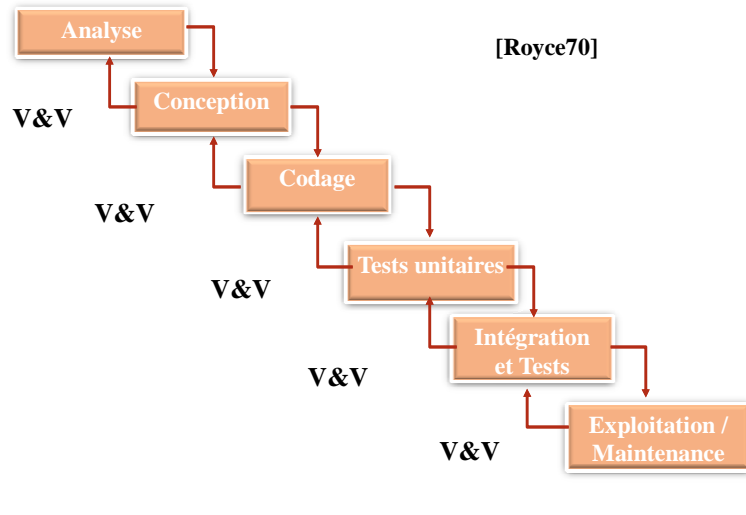 Analyse
[Royce70]
Conception
V&V
Codage
V&V
Tests unitaires
V&V
Intégration
et Tests
V&V
Exploitation /
Maintenance
V&V